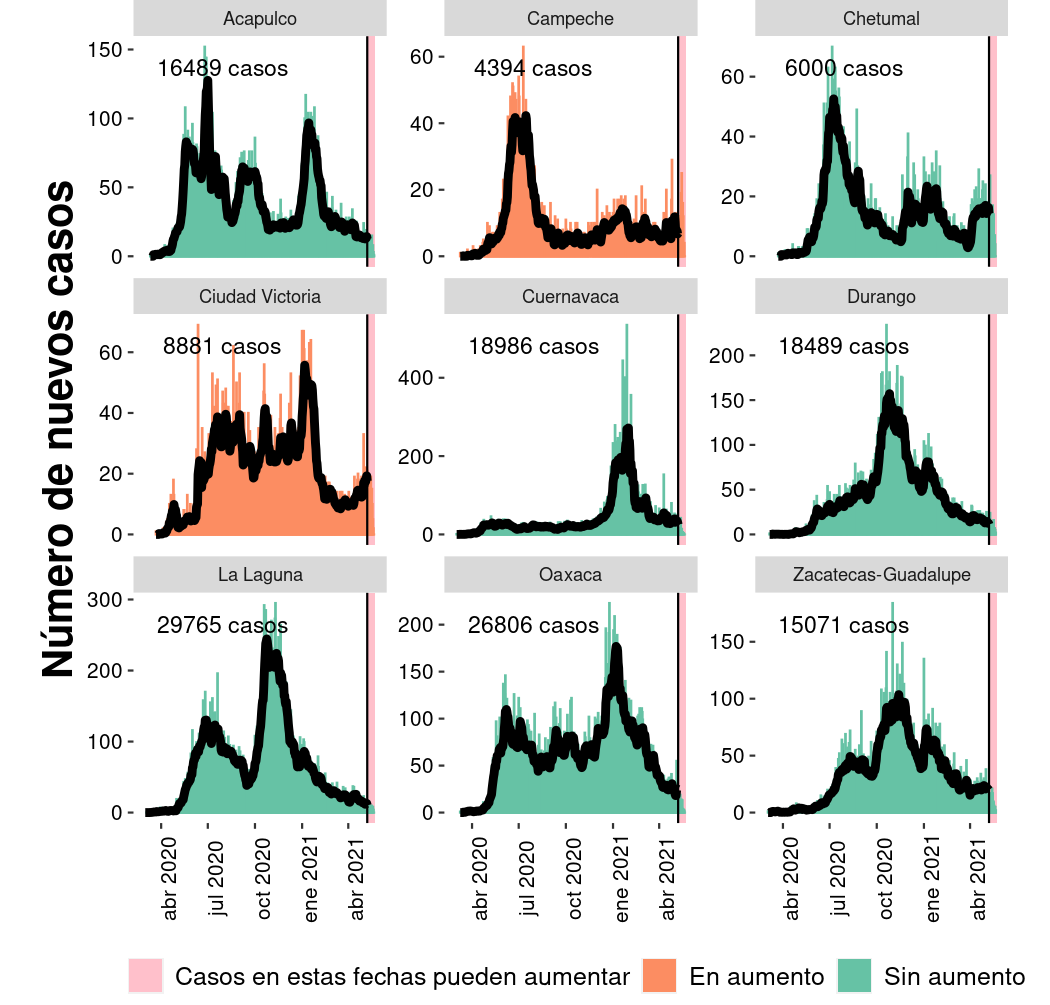 Número de nuevos casos
Acapulco
Campeche
Chetumal
16489 casos
4394 casos
6000 casos
150
100
50
0
60
40
20
0
60
40
20
0
Ciudad Victoria
Cuernavaca
Durango
8881 casos
18986 casos
18489 casos
60
40
20
0
400
200
0
200
150
100
50
0
La Laguna
Oaxaca
Zacatecas-Guadalupe
29765 casos
26806 casos
15071 casos
300
200
100
0
200
150
100
50
0
150
100
50
0
abr 2020
jul 2020
oct 2020
ene 2021
abr 2021
abr 2020
jul 2020
oct 2020
ene 2021
abr 2021
abr 2020
jul 2020
oct 2020
ene 2021
abr 2021
Casos en estas fechas pueden aumentar
En aumento
Sin aumento